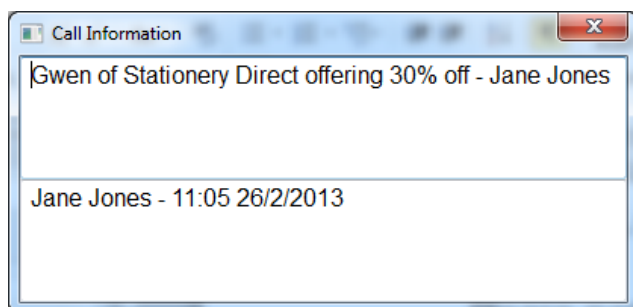 Call Information
Gwen of Stationery Direct offering 30% off - Jane Jones
Jane Jones - 11:05 26/2/2013